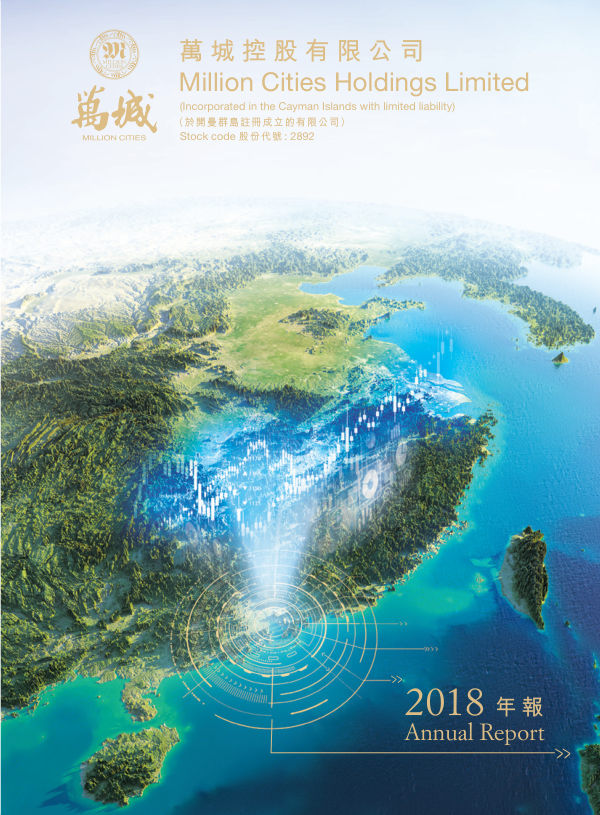 萬城控股有限公司
Million Cities Holdings Limited
(Incorporated in the Cayman Islands with limited liability)
(於開曼群島註冊成立的有限公司)
Stock code 股份代號 : 2892
萬城
MILLION CITIES
2018 年報
Annual Report